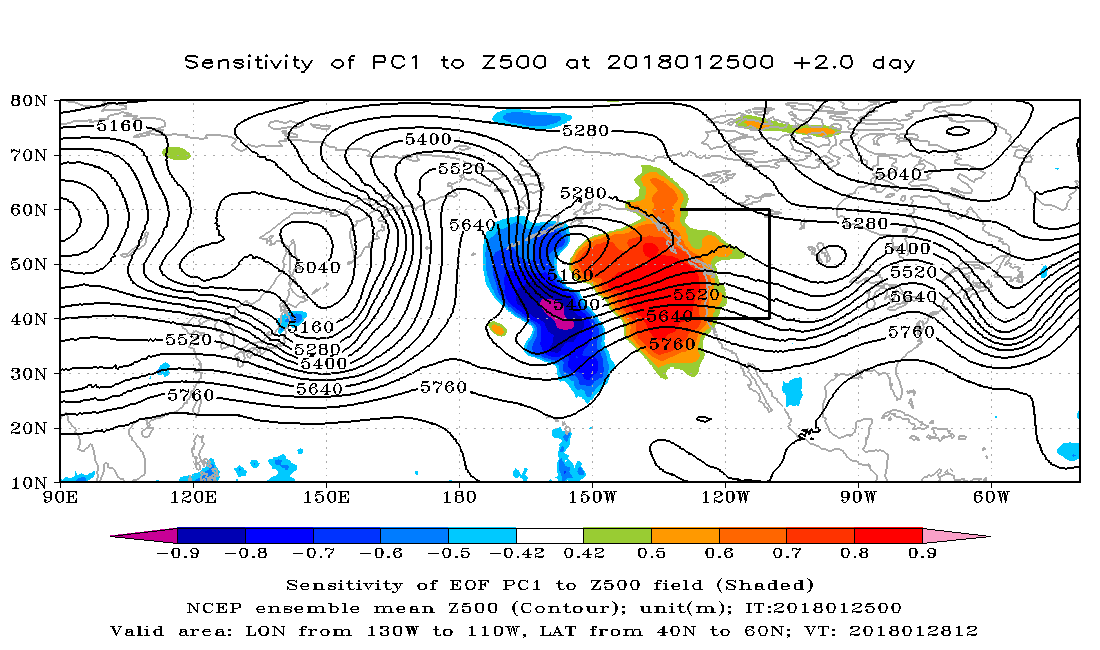 Sensitivity of PC1 to Z500 at 2018012500 +2.0 day
80N
70N
60N
50N
40N
30N
20N
10N
5160
5400
5280
5520
5640
5280
5640
5040
5280
5400
5520
5640
5760
5040
5160
5400
5520
5640
5760
5160
5280
5400
5520
5640
5760
5760
90E 120E 150E 180 150W 120W 90W 60W
−0.9 −0.8 −0.7 −0.6 −0.5 −0.42 0.42 0.5 0.6 0.7 0.8 0.9
Sensitivity of EOF PC1 to Z500 field (Shaded)
NCEP ensemble mean Z500 (Contour); unit(m); IT:2018012500
Valid area: LON from 130W to 110W, LAT from 40N to 60N; VT: 2018012812